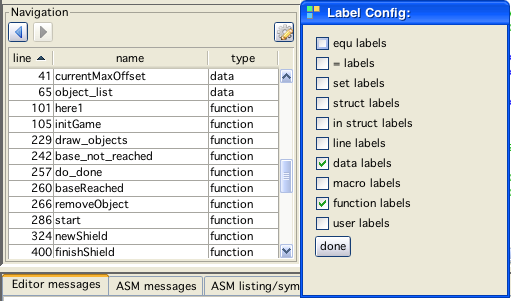 Navigation
line name type
41 currentMaxOffset data
65 object_list data
101 here1 function
105 initGame function
229 draw_objects function
242 base_not_reached function
257 do_done function
260 baseReached function
266 removeObject function
286 start function
324 newShield function
400 finishShield function
Editor messages ASM messages ASM listing/sym
Label Config:
equ labels
= labels
set labels
struct labels
in struct labels
line labels
data labels
macro labels
function labels
user labels
done